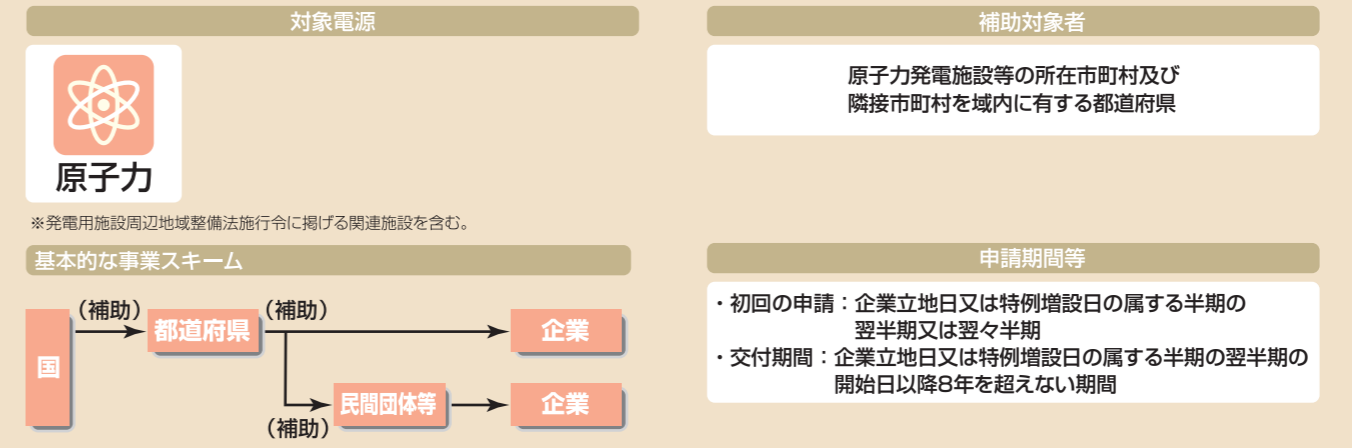 対象電源
原子力
※発電用施設周辺地域整備法施行令に掲げる関連施設を含む。
補助対象者
原子力発電施設等の所在市町村及び
隣接市町村を域内に有する都道府県
基本的な事業スキーム
国
（補助）
都道府県
（補助）
企業
（補助）
民間団体等
企業
申請期間等
・初回の申請：企業立地日又は特例増設日の属する半期の
翌半期又は翌々半期
・交付期間：企業立地日又は特例増設日の属する半期の翌半期の
開始日以降8年を超えない期間